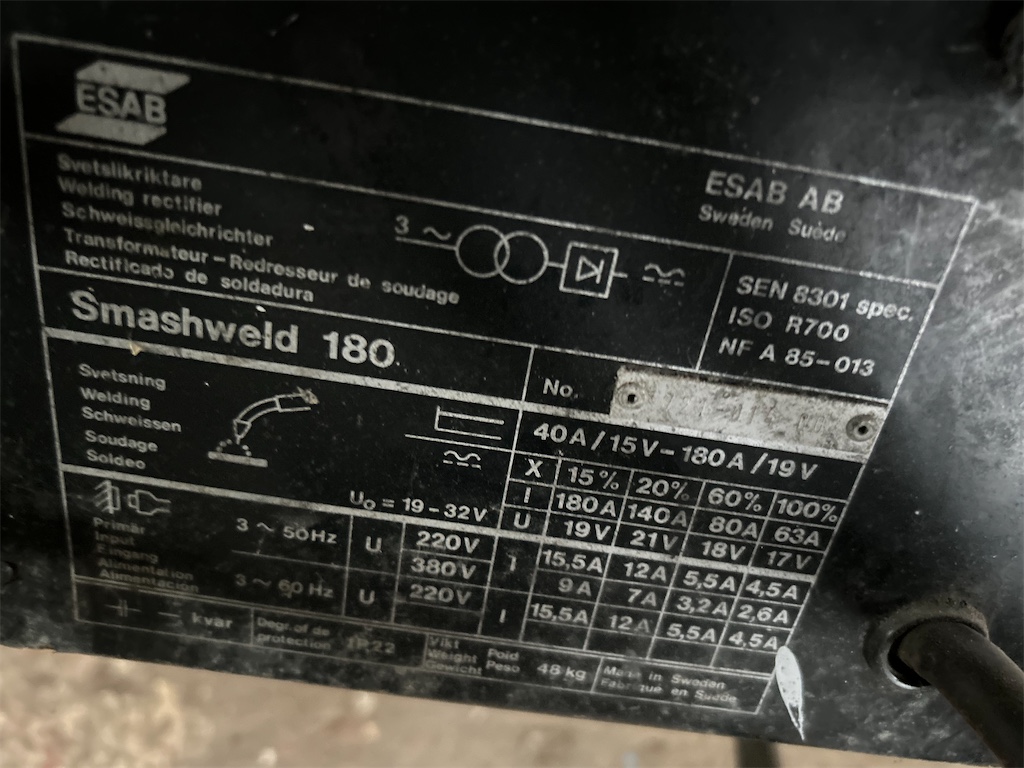 ESAB
ESAB AB
Sweden Suède
Svetslikriktare
Welding rectifier
Schweissgleichrichter
Transformateur – Redresseur de soudage
Rectificado de soldadura
3 ~
SEN 8301 spec.
ISO R700
NF A 85-013
Smashweld 180
No.
Svetsning
Welding
Schweissen
Soudage
Soldeo
40A/15V – 180A/19V
X 15% 20% 60% 100%
I 180A 140A 80A 63A
U₀ = 19 - 32V U 19V 21V 18V 17V
Primär
Input
Eingang
Alimentation
Alimentacion
3 ~ 50Hz U 220V I 15,5A 12A 5,5A 4,5A
380V 9A 7A 3,2A 2,6A
3 ~ 60Hz U 220V I 15,5A 12A 5,5A 4,5A
kvar
Degr. of de
protection IP22
Vikt Poid
Weight Peso
Gewicht
48 kg
Made in Sweden
Fabriqué en Suède